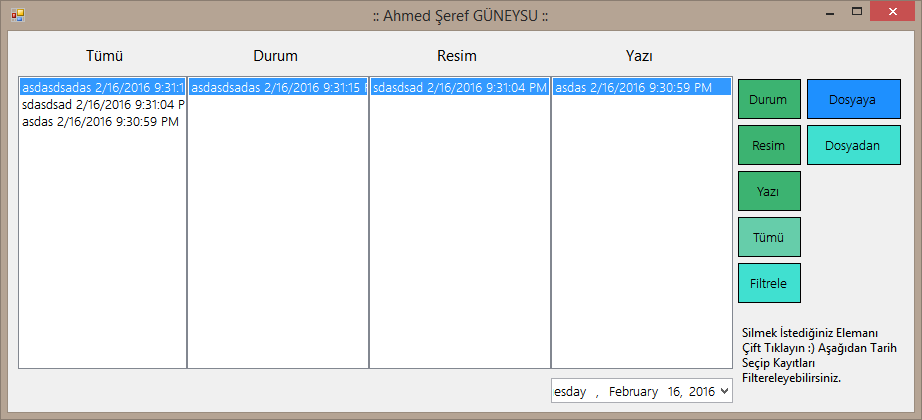 :: Ahmed Şeref GÜNEYSU ::
Tümü
Durum
Resim
Yazı
asdasdsadas 2/16/2016 9:31:1
sdasdsad 2/16/2016 9:31:04 P
asdas 2/16/2016 9:30:59 PM
asdasdsadas 2/16/2016 9:31:15
sdasdsad 2/16/2016 9:31:04 PM
asdas 2/16/2016 9:30:59 PM
Durum
Dosyaya
Resim
Dosyadan
Yazı
Tümü
Filtrele
Silmek İstediğiniz Elemanı
Çift Tıklayın :) Aşağıdan Tarih
Seçip Kayıtları
Filtereleyebilirsiniz.
esday , February 16, 2016